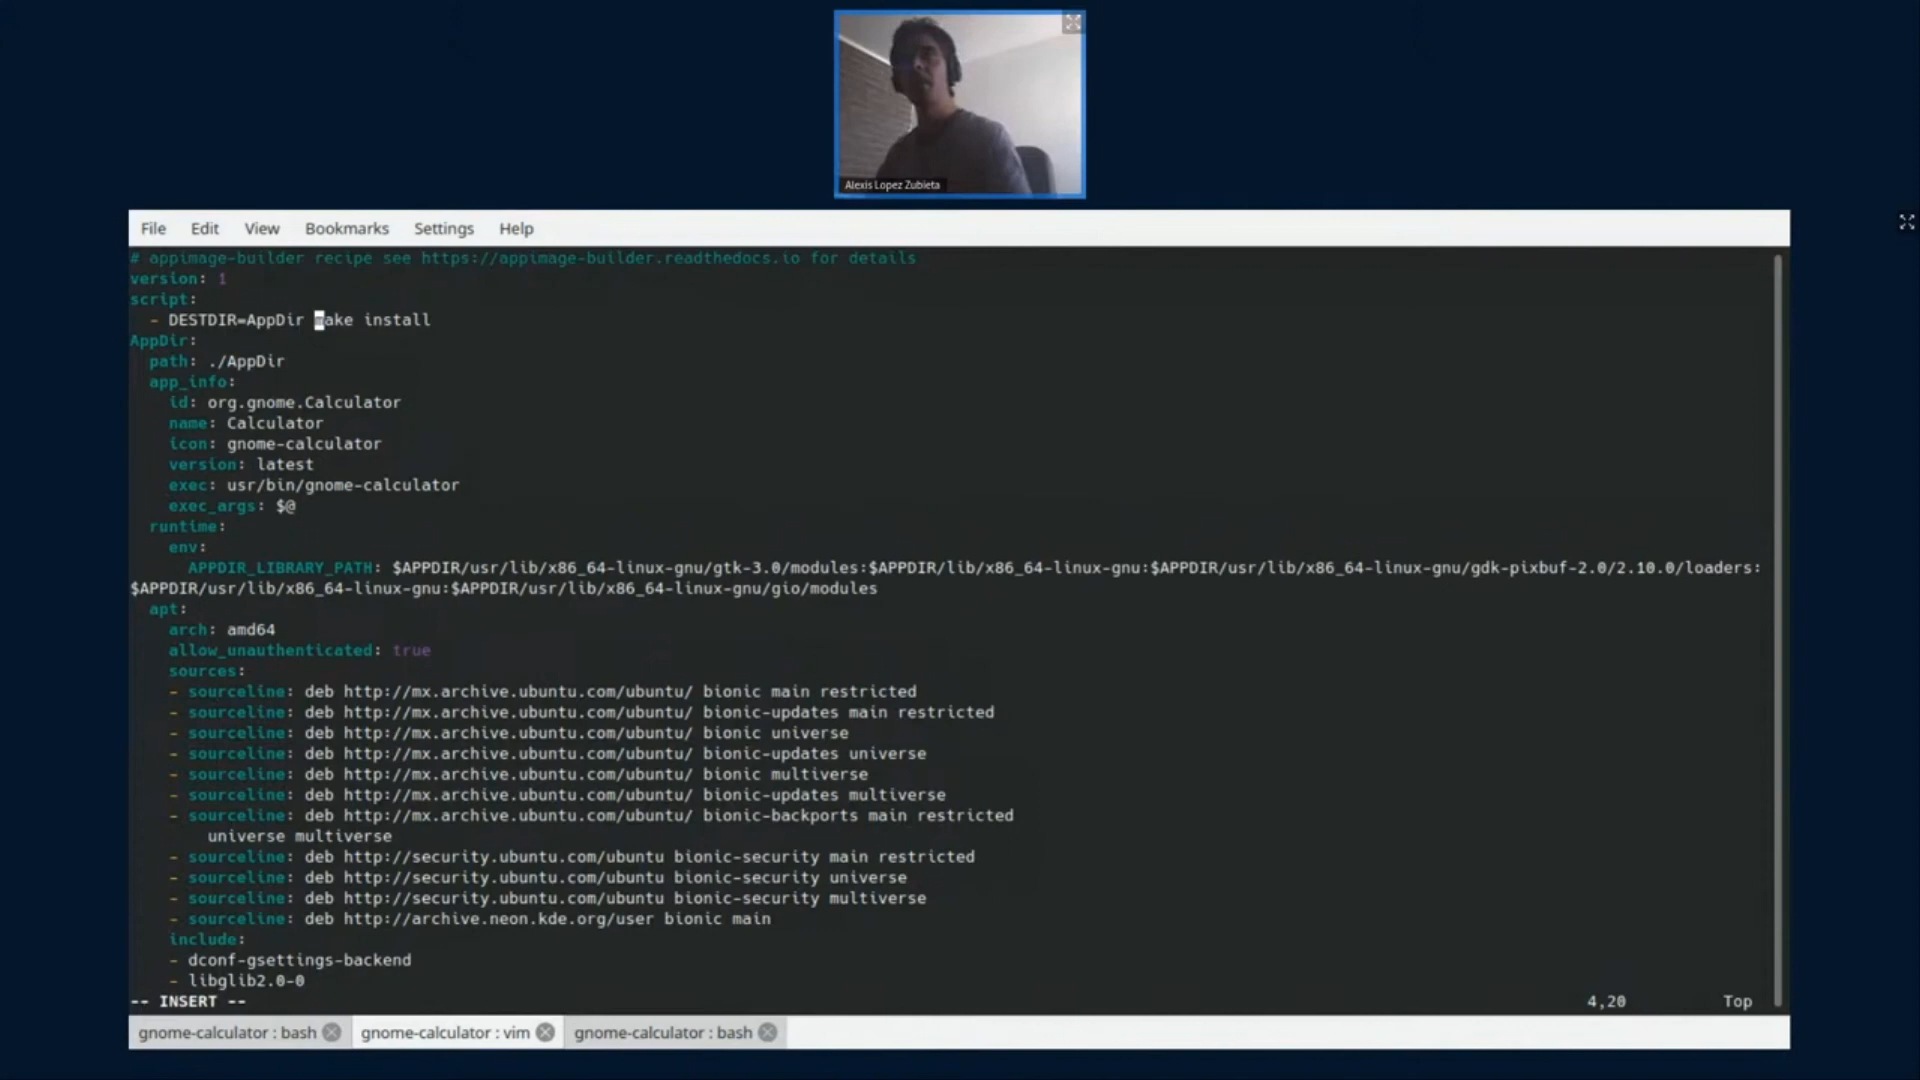 Alexis Lopez Zubieta
File Edit View Bookmarks Settings Help
# appimage-builder recipe see https://appimage-builder.readthedocs.io for details
version: 1
script:
  - DESTDIR=AppDir make install
AppDir:
  path: ./AppDir
  app_info:
    id: org.gnome.Calculator
    name: Calculator
    icon: gnome-calculator
    version: latest
    exec: usr/bin/gnome-calculator
    exec_args: $@
  runtime:
    env:
      APPDIR_LIBRARY_PATH: $APPDIR/usr/lib/x86_64-linux-gnu/gtk-3.0/modules:$APPDIR/lib/x86_64-linux-gnu:$APPDIR/usr/lib/x86_64-linux-gnu/gdk-pixbuf-2.0/2.10.0/loaders:
$APPDIR/usr/lib/x86_64-linux-gnu:$APPDIR/usr/lib/x86_64-linux-gnu/gio/modules
  apt:
    arch: amd64
    allow_unauthenticated: true
    sources:
    - sourceline: deb http://mx.archive.ubuntu.com/ubuntu/ bionic main restricted
    - sourceline: deb http://mx.archive.ubuntu.com/ubuntu/ bionic-updates main restricted
    - sourceline: deb http://mx.archive.ubuntu.com/ubuntu/ bionic universe
    - sourceline: deb http://mx.archive.ubuntu.com/ubuntu/ bionic-updates universe
    - sourceline: deb http://mx.archive.ubuntu.com/ubuntu/ bionic multiverse
    - sourceline: deb http://mx.archive.ubuntu.com/ubuntu/ bionic-updates multiverse
    - sourceline: deb http://mx.archive.ubuntu.com/ubuntu/ bionic-backports main restricted
        universe multiverse
    - sourceline: deb http://security.ubuntu.com/ubuntu bionic-security main restricted
    - sourceline: deb http://security.ubuntu.com/ubuntu bionic-security universe
    - sourceline: deb http://security.ubuntu.com/ubuntu bionic-security multiverse
    - sourceline: deb http://archive.neon.kde.org/user bionic main
    include:
    - dconf-gsettings-backend
    - libglib2.0-0
-- INSERT -- 4,20 Top
gnome-calculator : bash gnome-calculator : vim gnome-calculator : bash